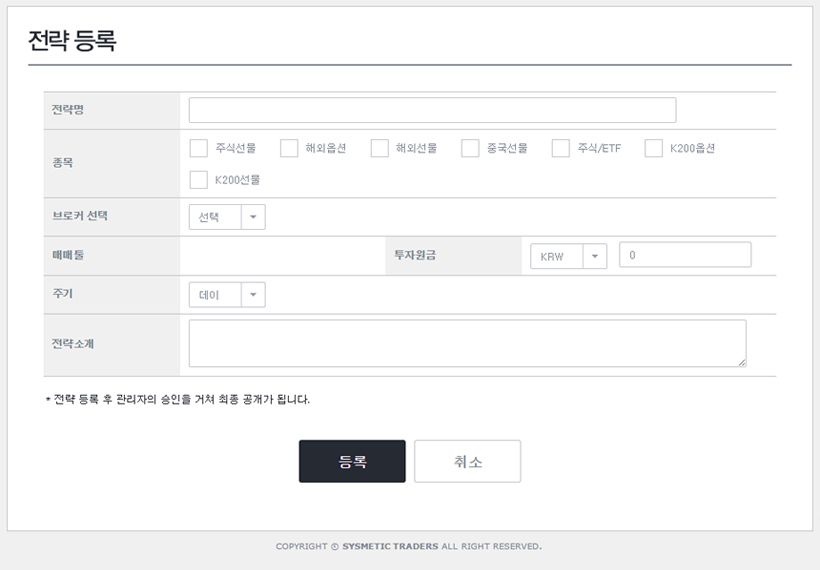 전략 등록
전략명
종목 주식선물 해외옵션 해외선물 중국선물 주식/ETF K200옵션
K200선물
브로커 선택 선택
매매툴 투자원금 KRW 0
주기 데이
전략소개
* 전략 등록 후 관리자의 승인을 거쳐 최종 공개가 됩니다.
등록 취소
COPYRIGHT ⓒ SYSMETIC TRADERS ALL RIGHT RESERVED.